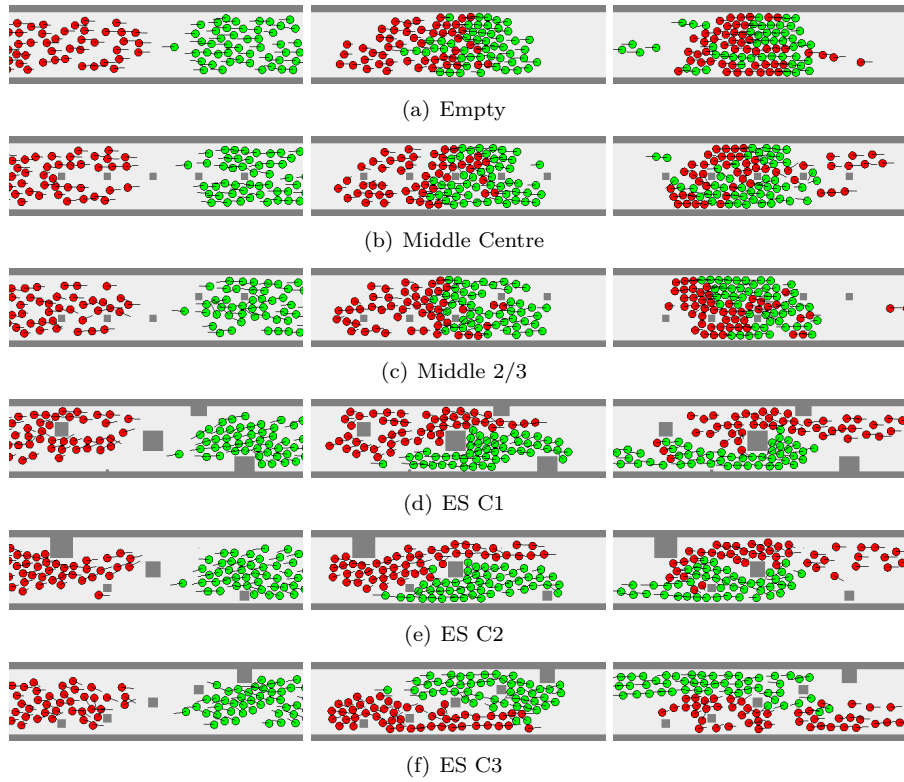 (a) Empty
(b) Middle Centre
(c) Middle 2/3
(d) ES C1
(e) ES C2
(f) ES C3